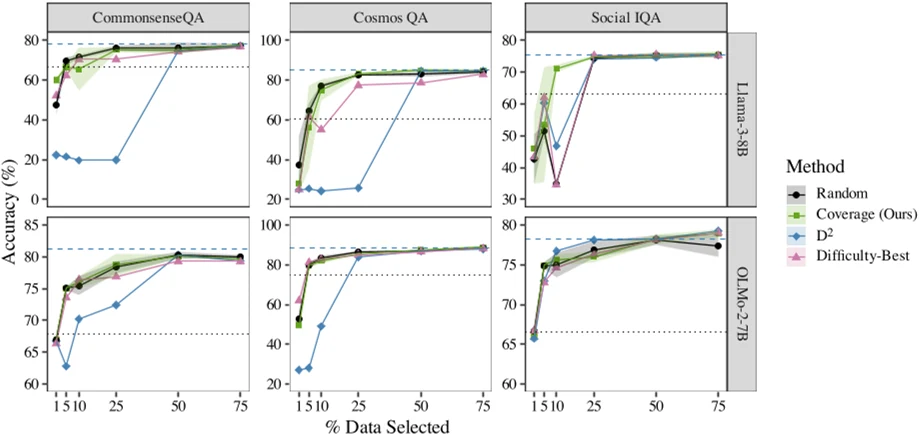 CommonsenseQA
Cosmos QA
Social IQA
80
60
40
20
0
100
80
60
40
20
80
70
60
50
40
30
Llama-3-8B
Accuracy (%)
85
80
75
70
65
60
100
80
60
40
20
80
75
70
65
60
OLMo-2-7B
1 5 10 25 50 75
1 5 10 25 50 75
1 5 10 25 50 75
% Data Selected
Method
Random
Coverage (Ours)
D²
Difficulty-Best